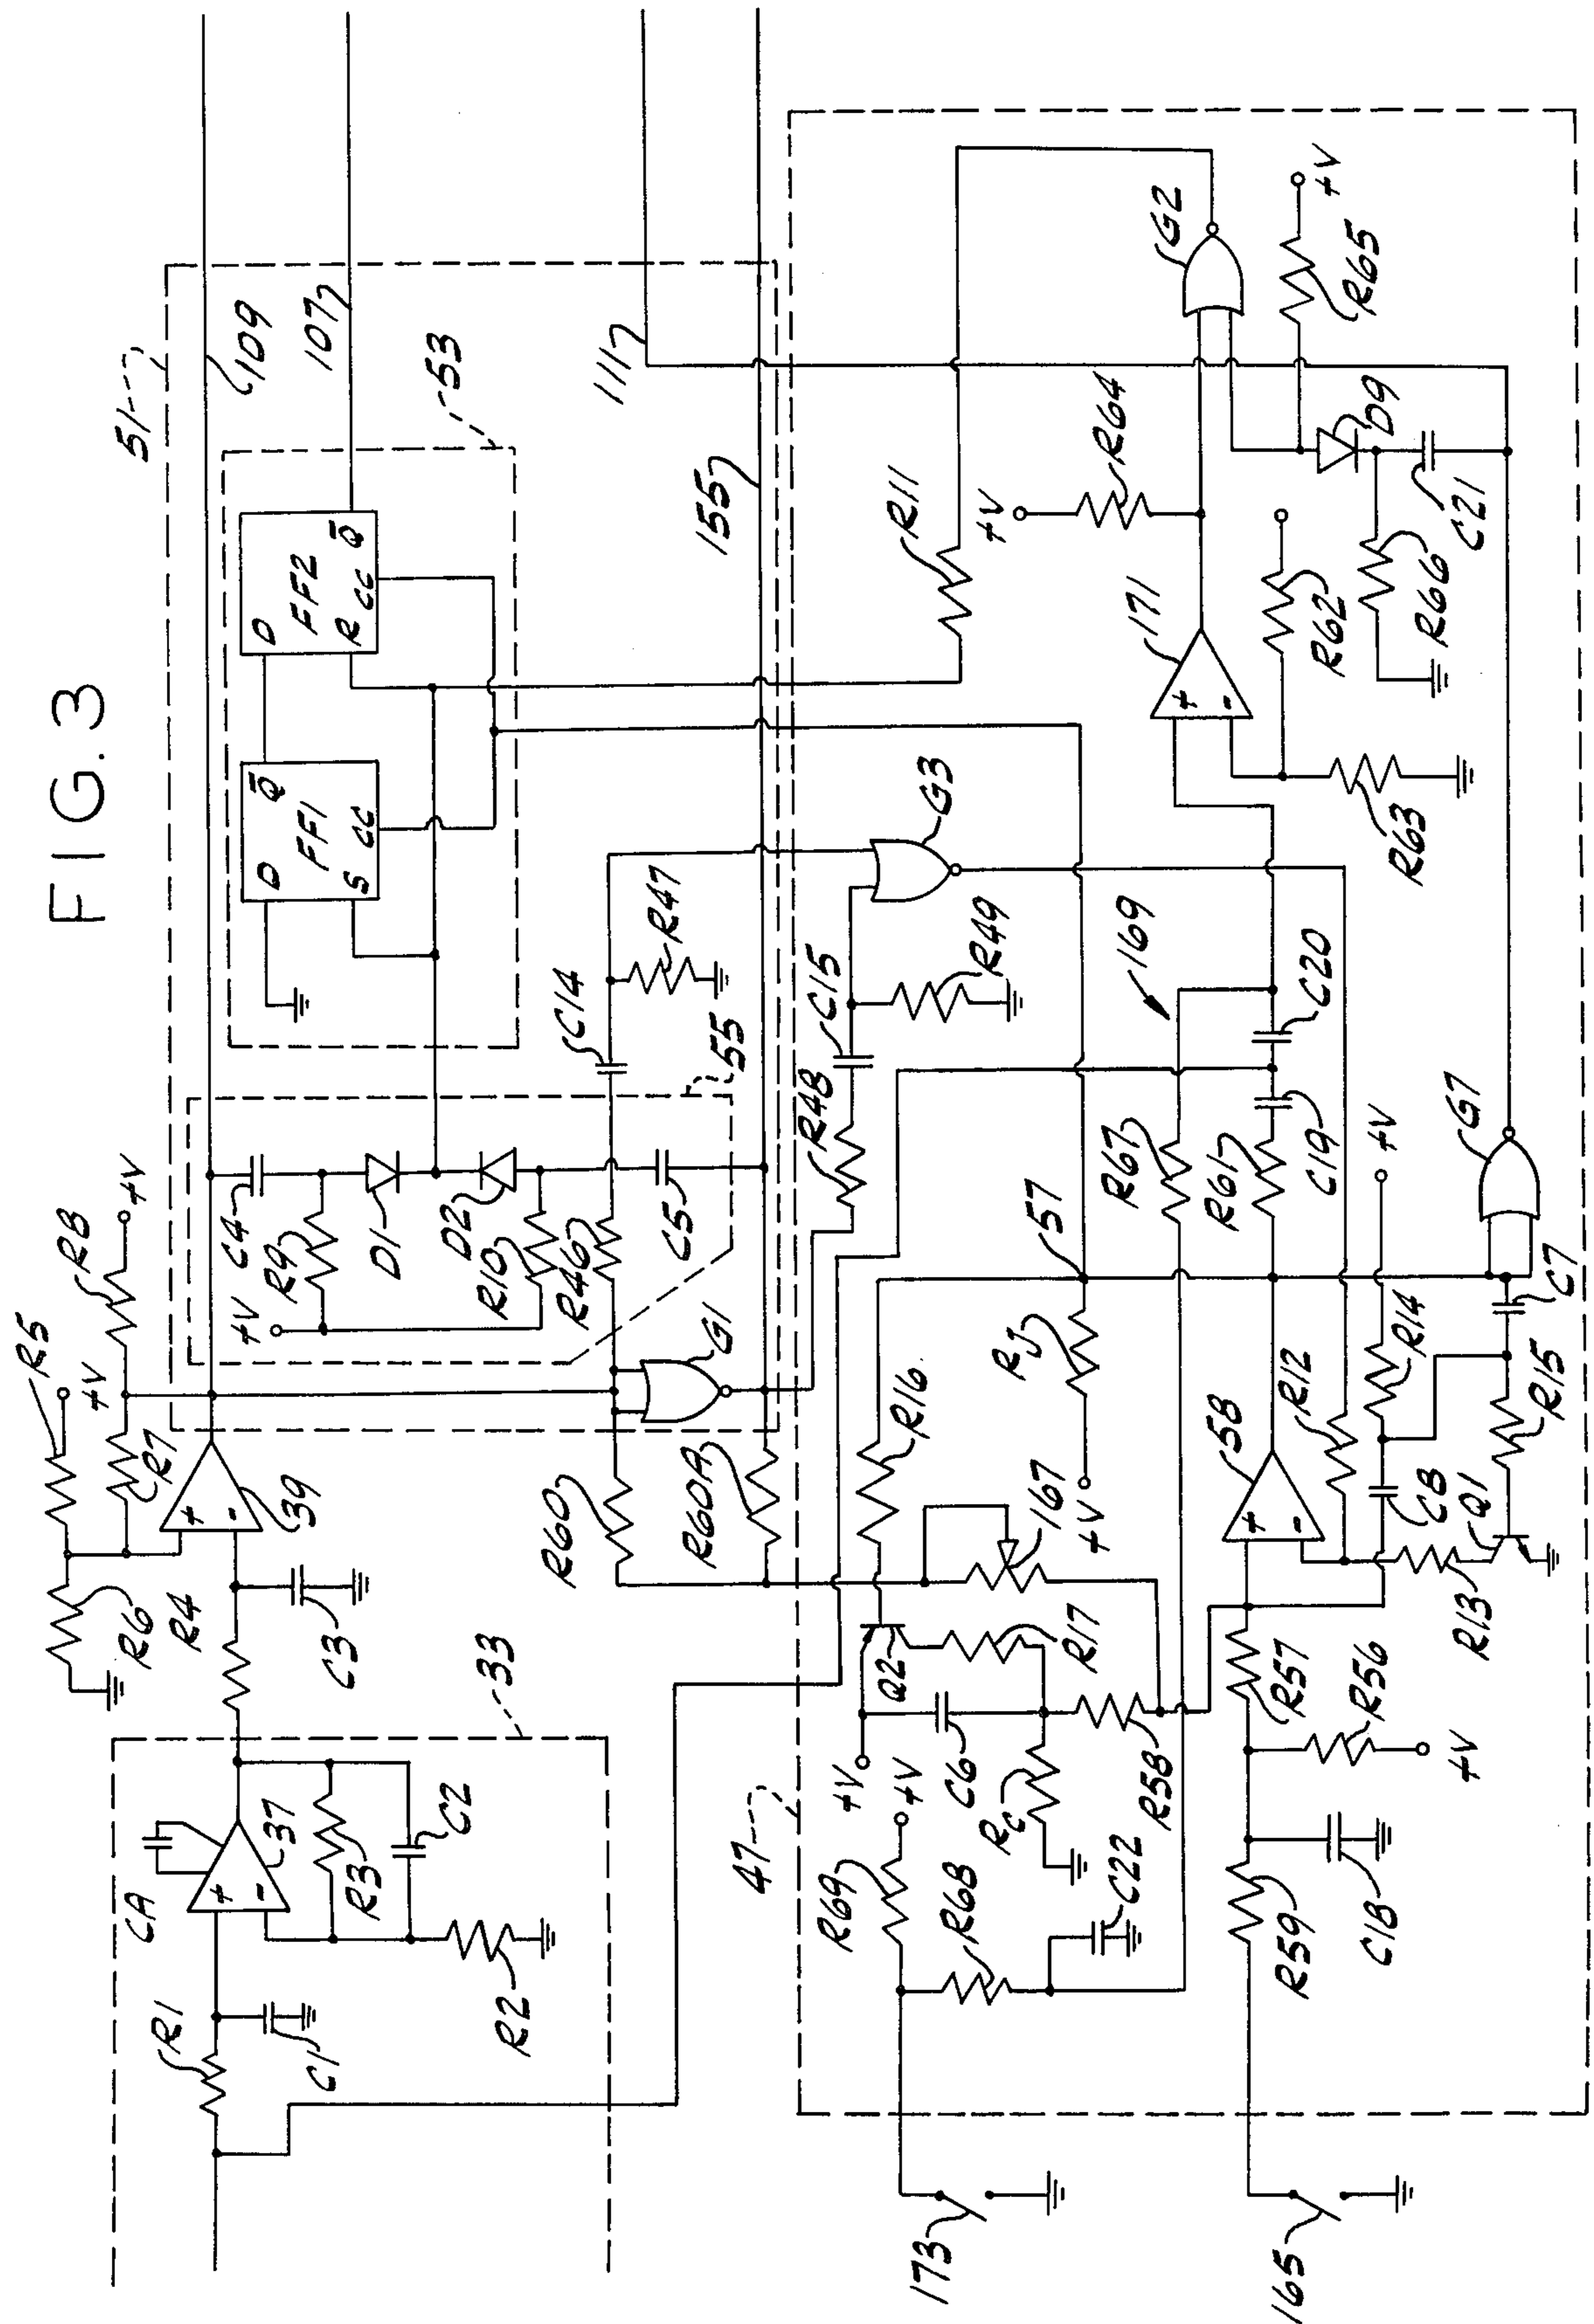 FIG. 3
51
109
107
53
111
155
D
FF1
S
CC
Q̅
D
FF2
R
CC
Q̅
R5
+V
R8
+V
R7
+
-
39
R6
R4
C3
33
CA
+
-
37
R3
C2
R2
R1
C1
C4
R9
+V
D1
D2
R10
R46
C5
55
C14
R47
G1
R60
R60A
G3
C15
R48
R49
R11
+V
R64
G2
R65
+V
D9
C21
R66
R62
R63
171
+
-
169
C20
C19
R67
R61
57
RJ
+V
R16
167
Q2
R17
+V
C6
RC
R58
+V
R69
R68
C22
47
58
+
-
R12
R14
+V
C8
Q1
R15
C7
G7
R13
R57
R56
+V
R59
C18
173
165